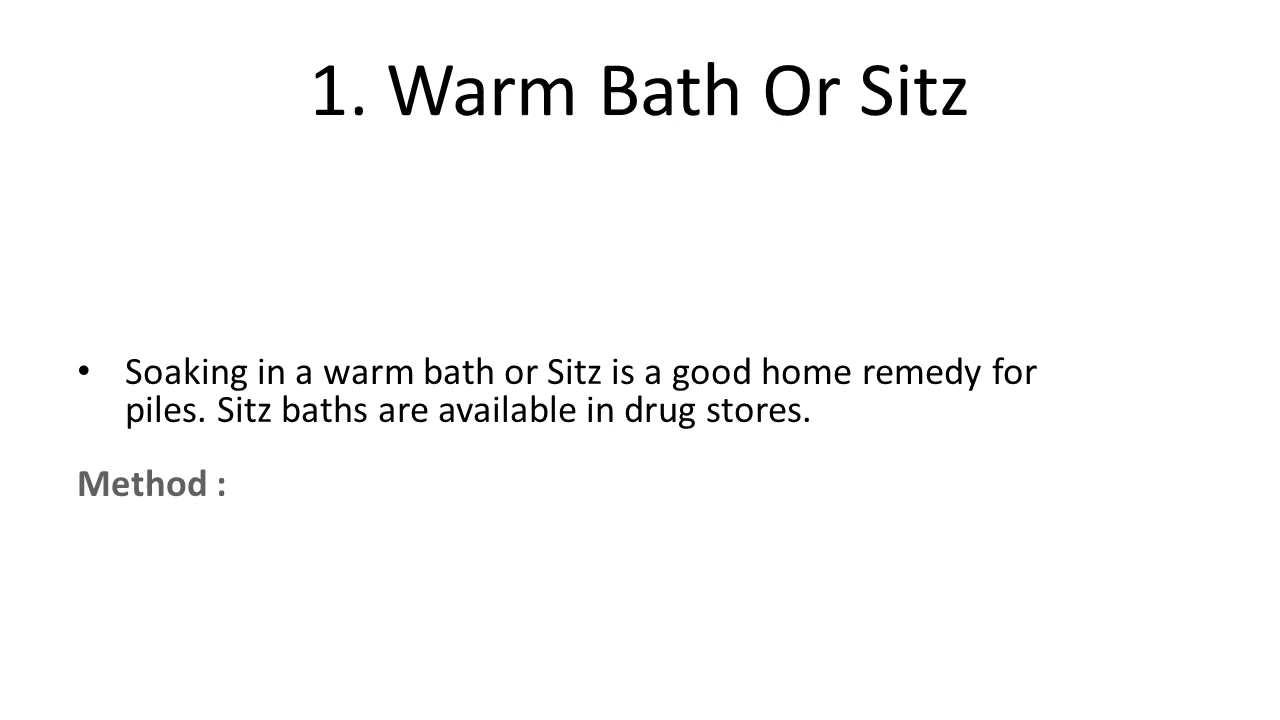 1. Warm Bath Or Sitz
• Soaking in a warm bath or Sitz is a good home remedy for
piles. Sitz baths are available in drug stores.
Method :